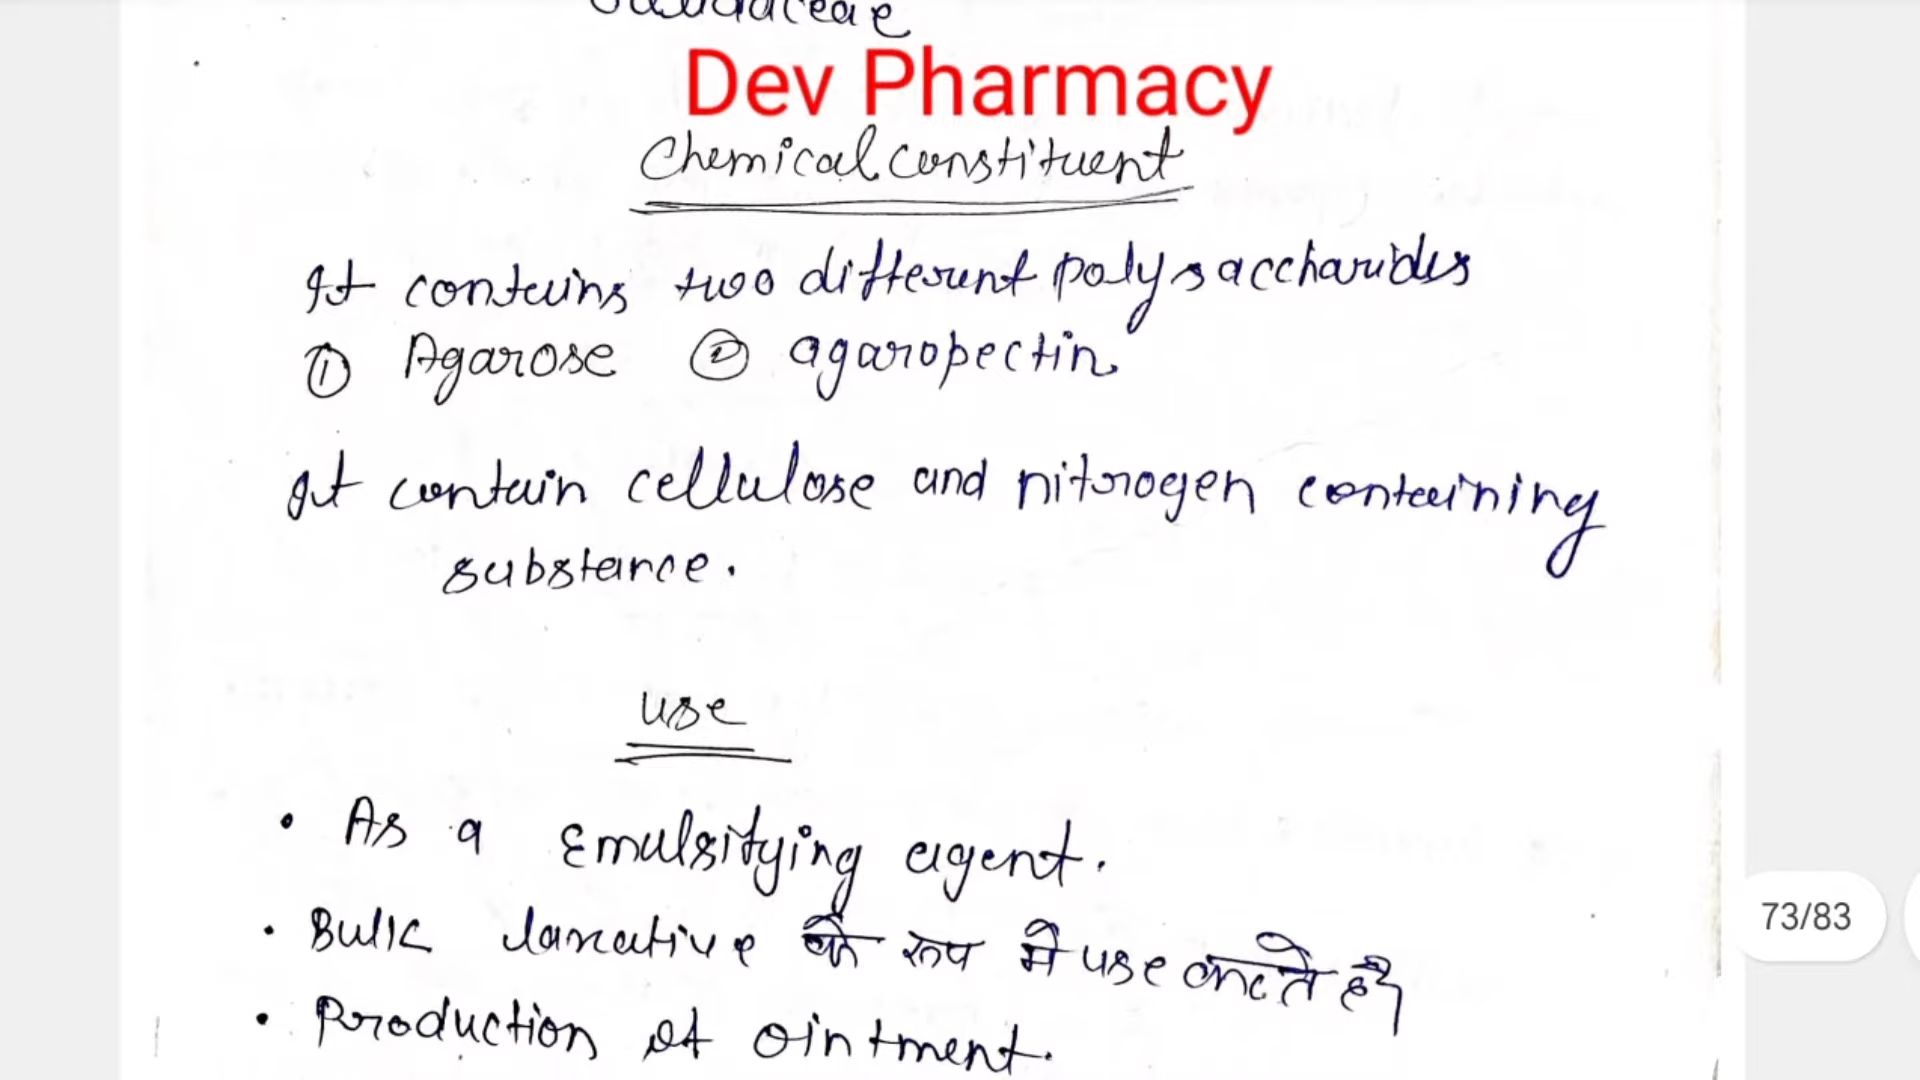 Dev Pharmacy
Chemical constituent
It contains two different polysaccharides
① Agarose ② agaropectin.
It contain cellulose and nitrogen containing
substance.
use
• As a Emulsifying agent.
• Bulk laxative के रूप में use करते है
• Production of ointment.
73/83